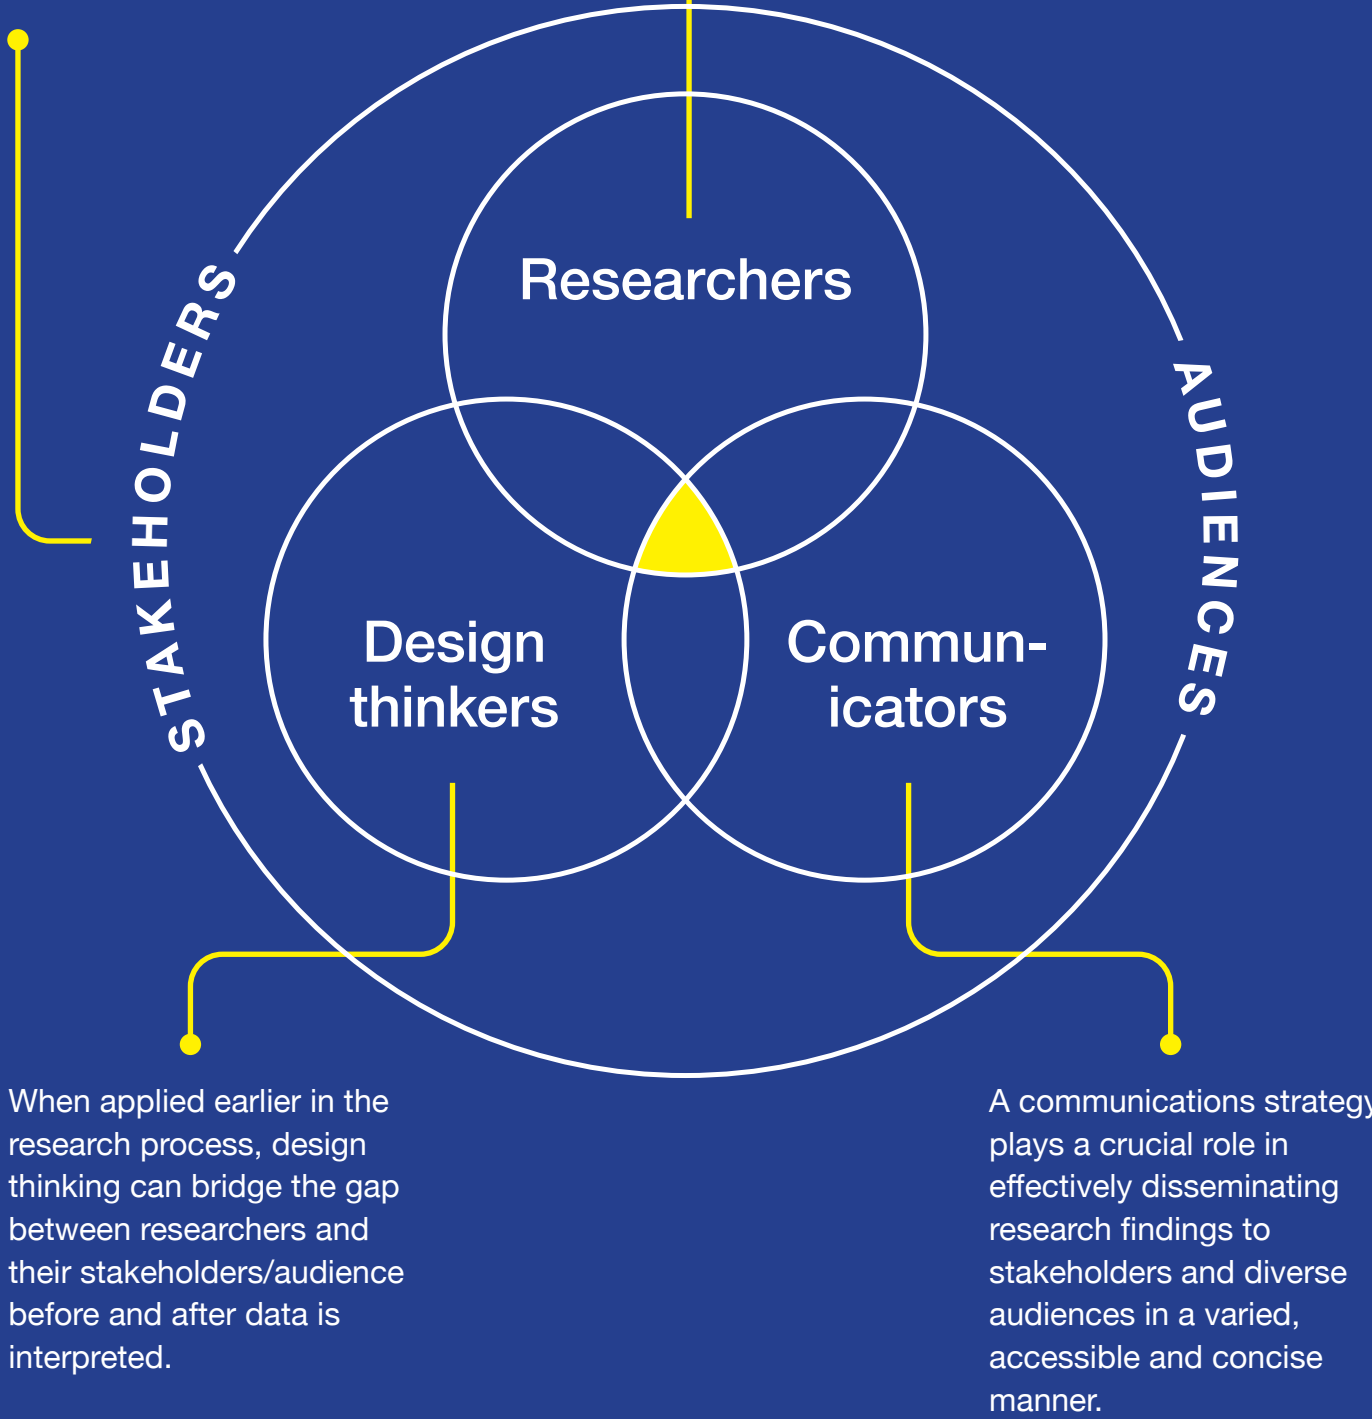 Researchers
STAKEHOLDERS
AUDIENCES
Design
thinkers
Commun-
icators
When applied earlier in the
research process, design
thinking can bridge the gap
between researchers and
their stakeholders/audience
before and after data is
interpreted.
A communications strategy
plays a crucial role in
effectively disseminating
research findings to
stakeholders and diverse
audiences in a varied,
accessible and concise
manner.